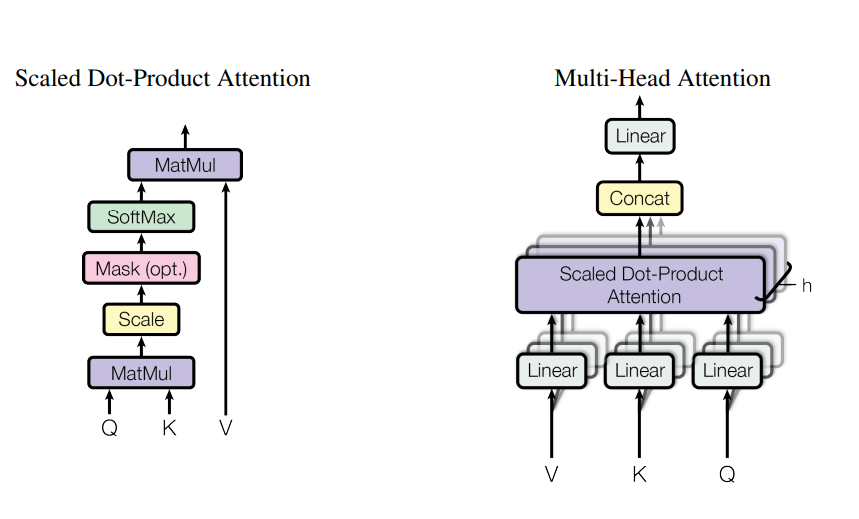 Scaled Dot-Product Attention
MatMul
SoftMax
Mask (opt.)
Scale
MatMul
Q K V
Multi-Head Attention
Linear
Concat
Scaled Dot-Product
Attention
h
Linear Linear Linear
V K Q